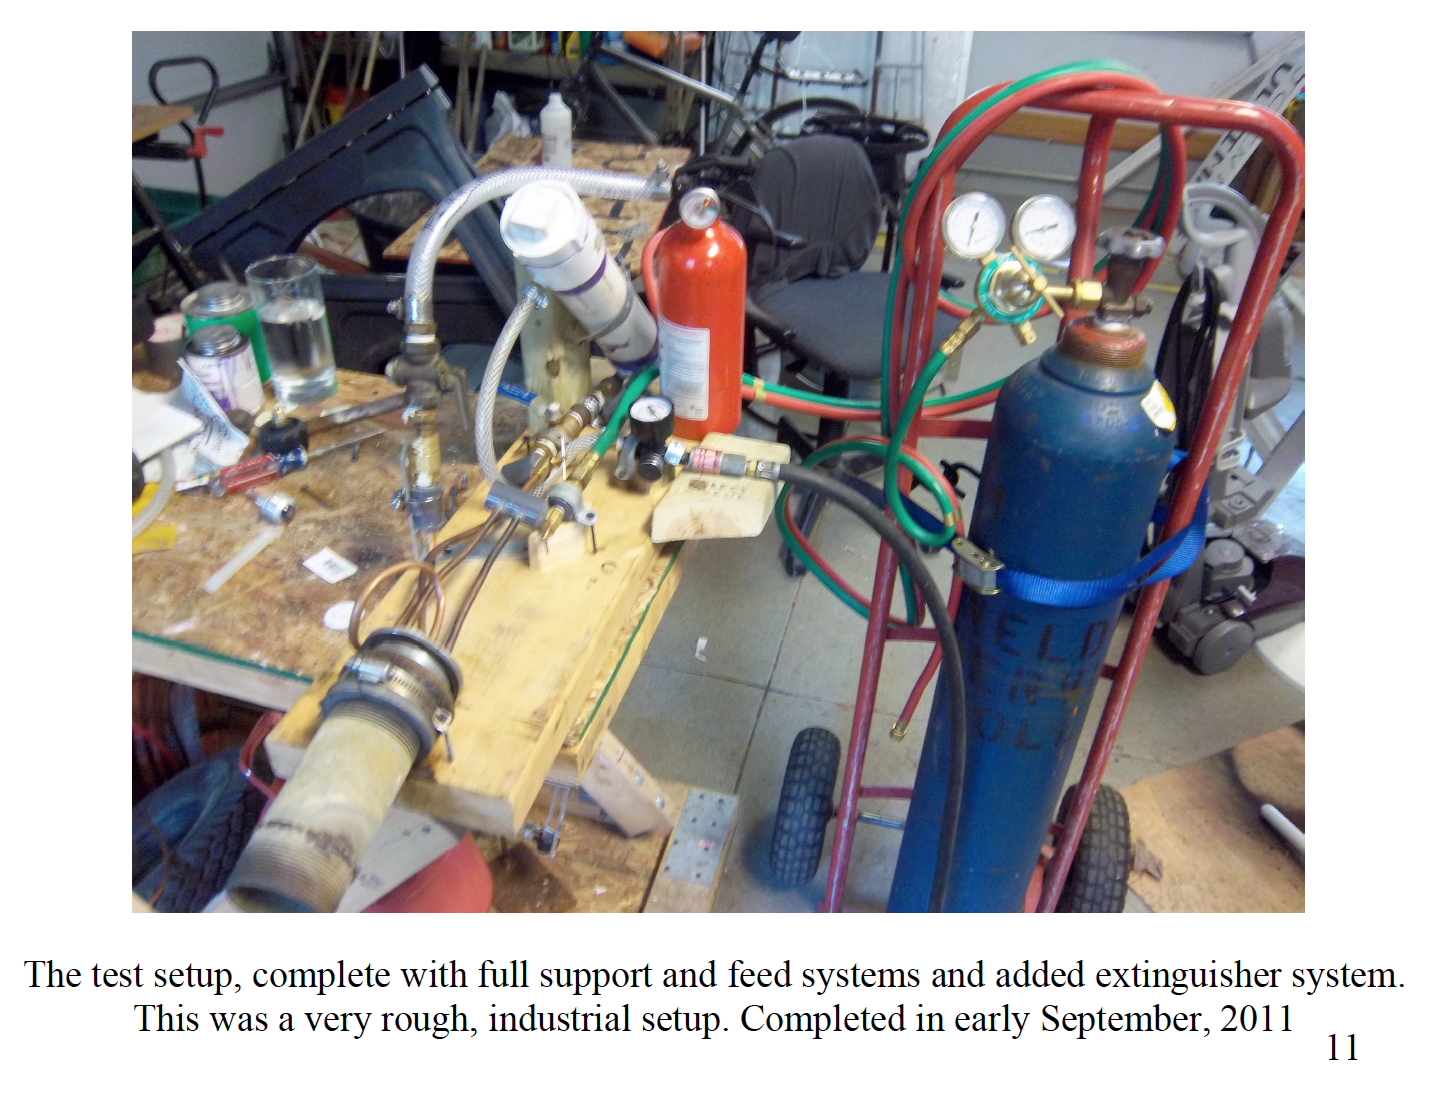 ELD
The test setup, complete with full support and feed systems and added extinguisher system.
This was a very rough, industrial setup. Completed in early September, 2011
11